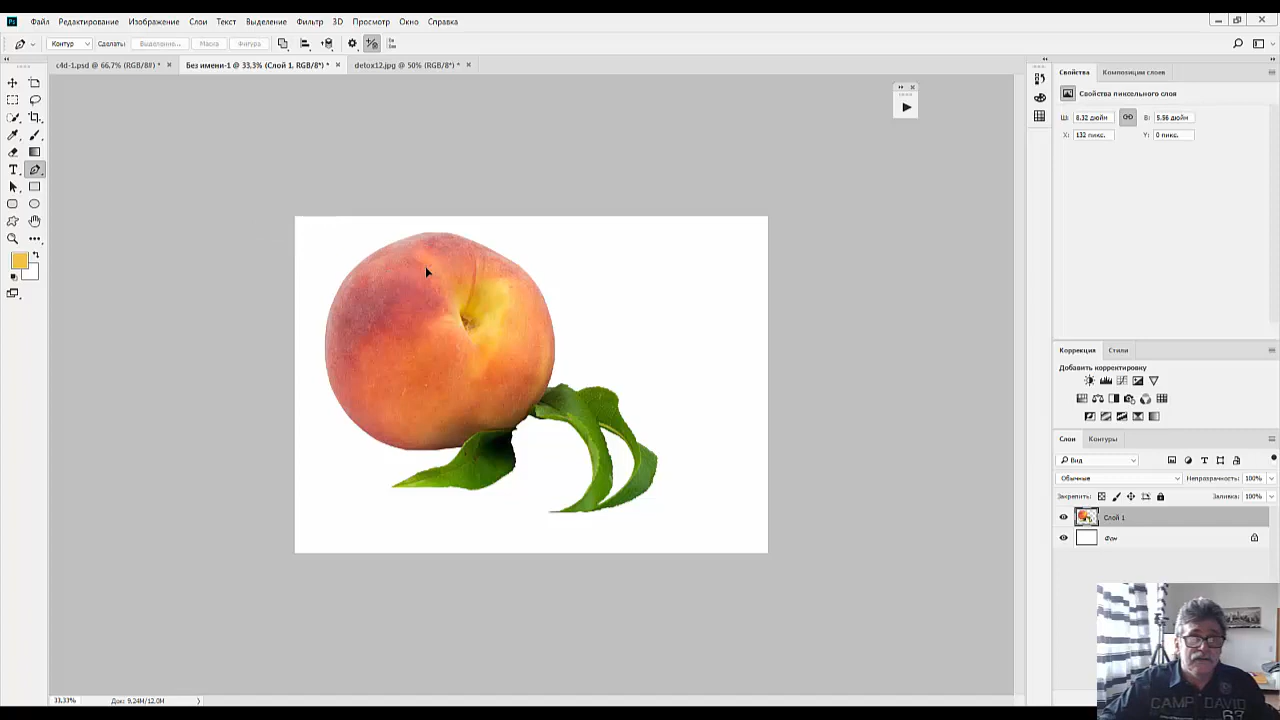 Ps Файл Редактирование Изображение Слои Текст Выделение Фильтр 3D Просмотр Окно Справка
Контур Сделать: Выделение... Маска Фигура
c4d-1.psd @ 66,7% (RGB/8#) * × Без имени-1 @ 33,3% (Слой 1, RGB/8*) * × detox12.jpg @ 50% (RGB/8*) * ×
Свойства Композиции слоев
Свойства пиксельного слоя
Ш: 8.32 дюйм В: 5.56 дюйм
X: 132 пикс. Y: 0 пикс.
Коррекция Стили
Добавить корректировку
Слои Контуры
Вид
Обычные Непрозрачность: 100%
Закрепить: Заливка: 100%
Слой 1
Фон
33,33% Док: 9,24M/12,0M
CAMP DAVID
63